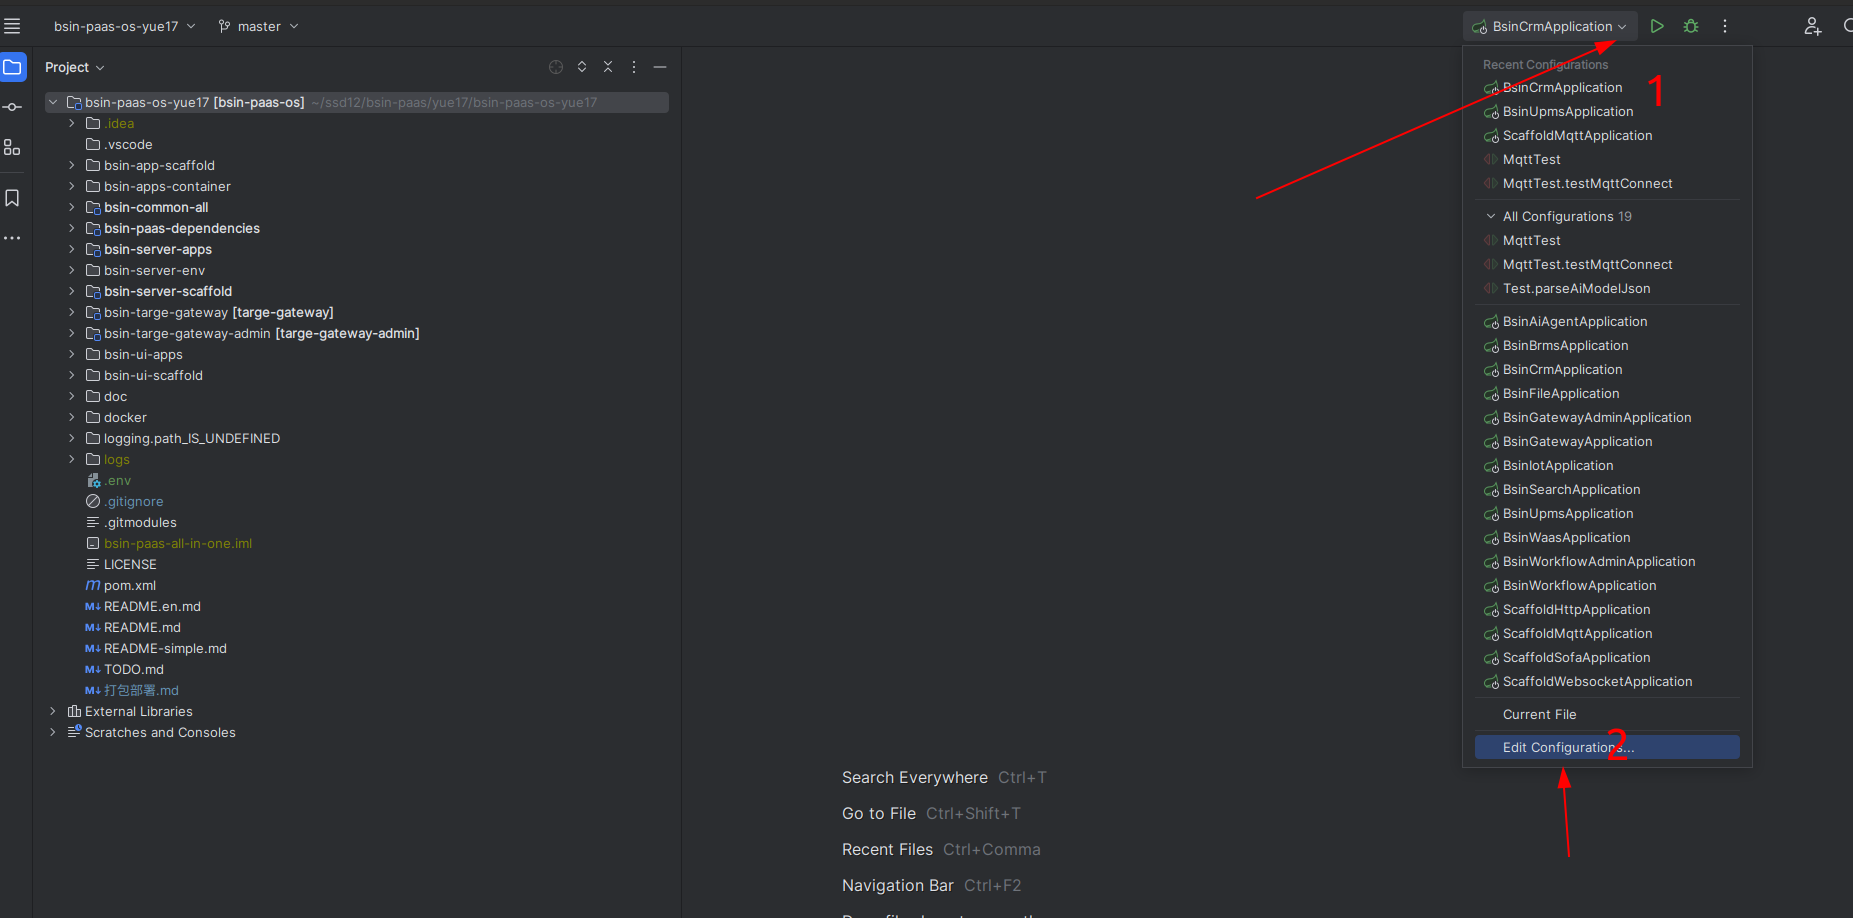 bsin-paas-os-yue17
master
BsinCrmApplication
Project
bsin-paas-os-yue17 [bsin-paas-os] ~/ssd12/bsin-paas/yue17/bsin-paas-os-yue17
.idea
.vscode
bsin-app-scaffold
bsin-apps-container
bsin-common-all
bsin-paas-dependencies
bsin-server-apps
bsin-server-env
bsin-server-scaffold
bsin-targe-gateway [targe-gateway]
bsin-targe-gateway-admin [targe-gateway-admin]
bsin-ui-apps
bsin-ui-scaffold
doc
docker
logging.path_IS_UNDEFINED
logs
.env
.gitignore
.gitmodules
bsin-paas-all-in-one.iml
LICENSE
pom.xml
README.en.md
README.md
README-simple.md
TODO.md
打包部署.md
External Libraries
Scratches and Consoles
Search Everywhere Ctrl+T
Go to File Ctrl+Shift+T
Recent Files Ctrl+Comma
Navigation Bar Ctrl+F2
Recent Configurations
1
BsinCrmApplication
BsinUpmsApplication
ScaffoldMqttApplication
MqttTest
MqttTest.testMqttConnect
All Configurations 19
MqttTest
MqttTest.testMqttConnect
Test.parseAiModelJson
BsinAiAgentApplication
BsinBrmsApplication
BsinCrmApplication
BsinFileApplication
BsinGatewayAdminApplication
BsinGatewayApplication
BsinIotApplication
BsinSearchApplication
BsinUpmsApplication
BsinWaasApplication
BsinWorkflowAdminApplication
BsinWorkflowApplication
ScaffoldHttpApplication
ScaffoldMqttApplication
ScaffoldSofaApplication
ScaffoldWebsocketApplication
Current File
Edit Configurations...
2